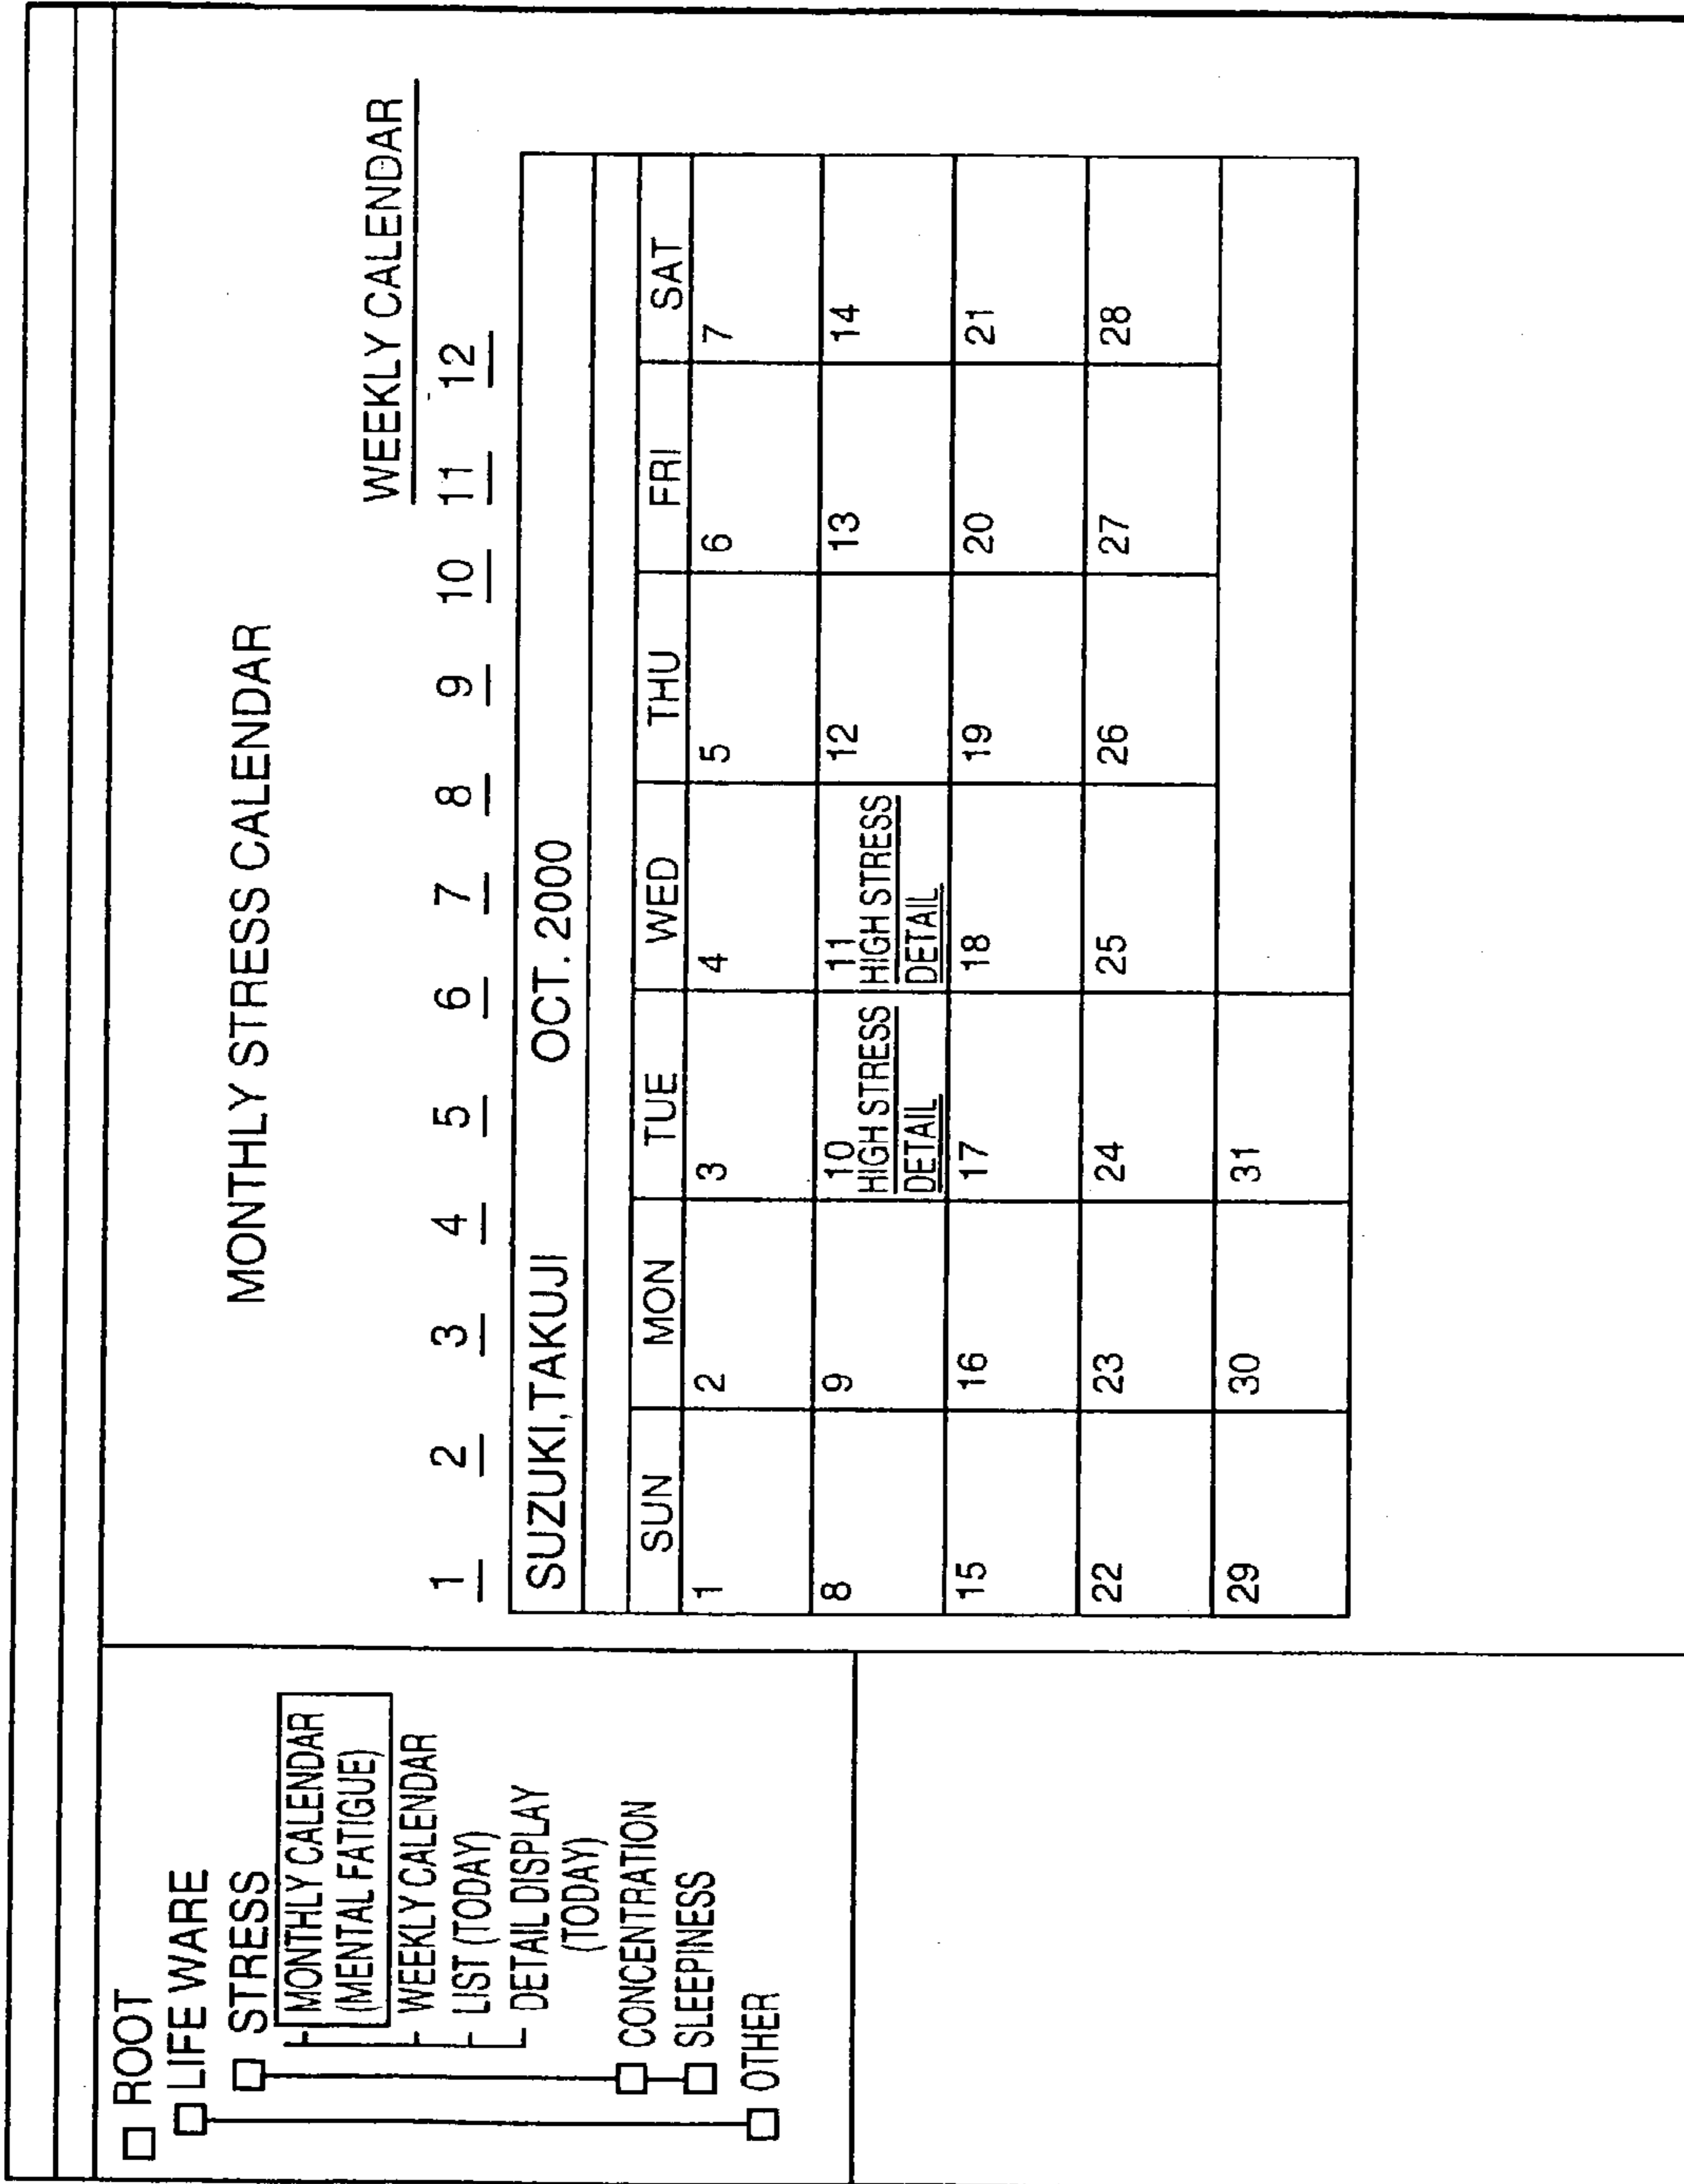 ROOT
LIFE WARE
STRESS
MONTHLY CALENDAR
(MENTAL FATIGUE)
WEEKLY CALENDAR
LIST (TODAY)
DETAIL DISPLAY
(TODAY)
CONCENTRATION
SLEEPINESS
OTHER
MONTHLY STRESS CALENDAR
WEEKLY CALENDAR
1 2 3 4 5 6 7 8 9 10 11 12
SUZUKI,TAKUJI OCT. 2000
SUN MON TUE WED THU FRI SAT
1 2 3 4 5 6 7
8 9 10 11 12 13 14
HIGH STRESS HIGH STRESS
DETAIL DETAIL
15 16 17 18 19 20 21
22 23 24 25 26 27 28
29 30 31